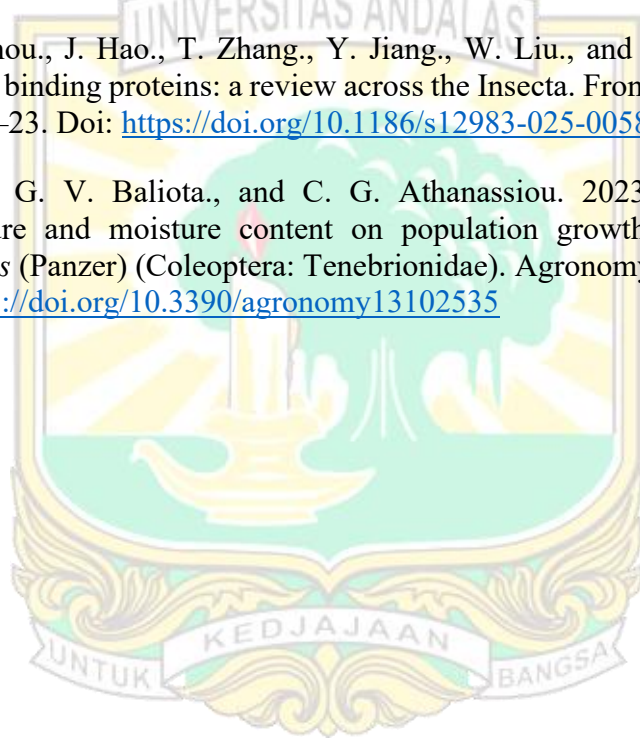 UNIVERSITAS ANDALAS
hou., J. Hao., T. Zhang., Y. Jiang., W. Liu., and
binding proteins: a review across the Insecta. Fron
–23. Doi: https://doi.org/10.1186/s12983-025-0058
G. V. Baliota., and C. G. Athanassiou. 2023
re and moisture content on population growth
s (Panzer) (Coleoptera: Tenebrionidae). Agronomy
://doi.org/10.3390/agronomy13102535
KEDJAJAAN
UNTUK BANGSA